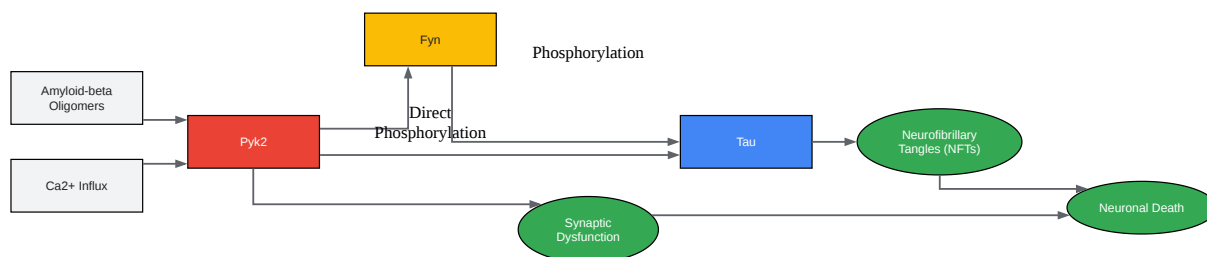 Fyn
Phosphorylation
Amyloid-beta
Oligomers
Direct
Phosphorylation
Pyk2
Tau
Neurofibrillary
Tangles (NFTs)
Ca2+ Influx
Synaptic
Dysfunction
Neuronal Death